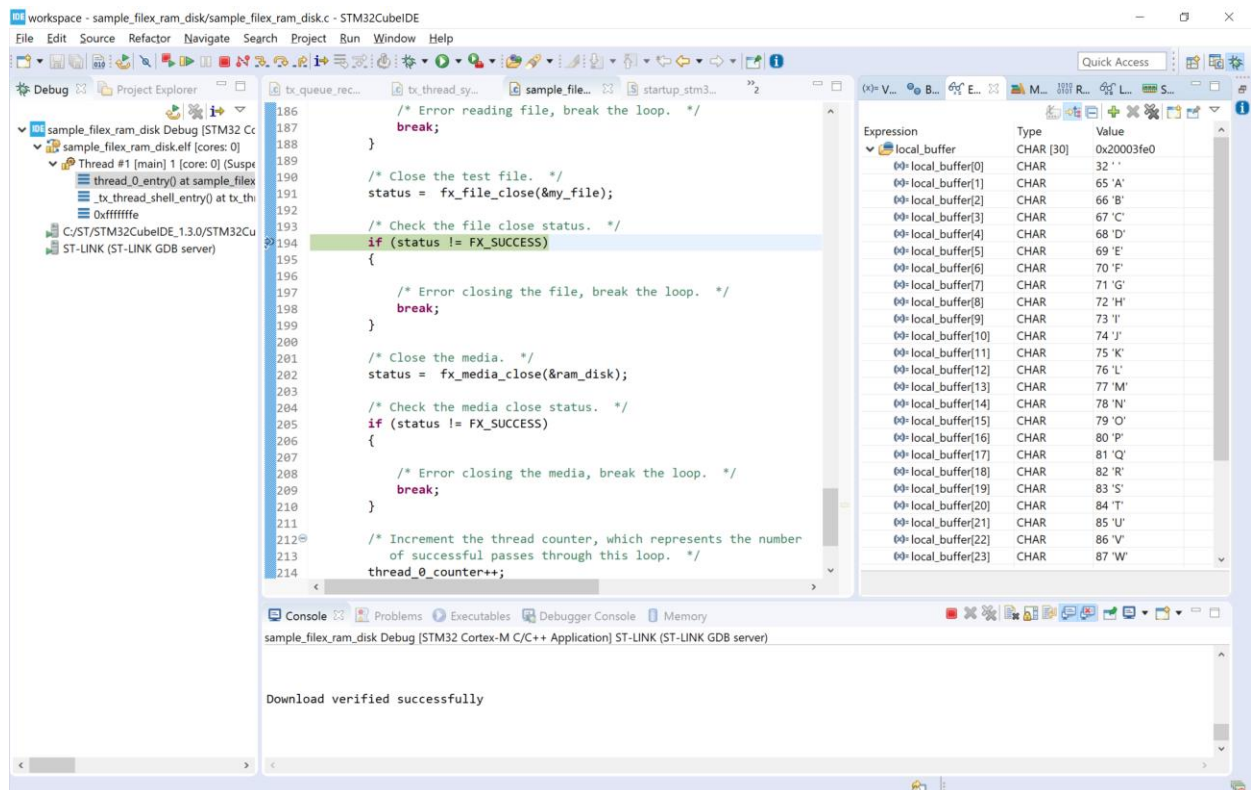 workspace - sample_filex_ram_disk/sample_filex_ram_disk.c - STM32CubeIDE
File Edit Source Refactor Navigate Search Project Run Window Help
Quick Access
Debug Project Explorer
sample_filex_ram_disk Debug [STM32 Co
sample_filex_ram_disk.elf [cores: 0]
Thread #1 [main] 1 [core: 0] (Suspe
thread_0_entry() at sample_filex
_tx_thread_shell_entry() at tx_thr
0xfffffffe
C:/ST/STM32CubeIDE_1.3.0/STM32Cu
ST-LINK (ST-LINK GDB server)
tx_queue_rec... tx_thread_sy... sample_file... startup_stm3... »2
186 /* Error reading file, break the loop. */
187 break;
188 }
189
190 /* Close the test file. */
191 status = fx_file_close(&my_file);
192
193 /* Check the file close status. */
194 if (status != FX_SUCCESS)
195 {
196
197 /* Error closing the file, break the loop. */
198 break;
199 }
200
201 /* Close the media. */
202 status = fx_media_close(&ram_disk);
203
204 /* Check the media close status. */
205 if (status != FX_SUCCESS)
206 {
207
208 /* Error closing the media, break the loop. */
209 break;
210 }
211
212 /* Increment the thread counter, which represents the number
213 of successful passes through this loop. */
214 thread_0_counter++;
(x)= V... B... E... M... R... L... S...
Expression Type Value
local_buffer CHAR [30] 0x20003fe0
local_buffer[0] CHAR 32 ' '
local_buffer[1] CHAR 65 'A'
local_buffer[2] CHAR 66 'B'
local_buffer[3] CHAR 67 'C'
local_buffer[4] CHAR 68 'D'
local_buffer[5] CHAR 69 'E'
local_buffer[6] CHAR 70 'F'
local_buffer[7] CHAR 71 'G'
local_buffer[8] CHAR 72 'H'
local_buffer[9] CHAR 73 'I'
local_buffer[10] CHAR 74 'J'
local_buffer[11] CHAR 75 'K'
local_buffer[12] CHAR 76 'L'
local_buffer[13] CHAR 77 'M'
local_buffer[14] CHAR 78 'N'
local_buffer[15] CHAR 79 'O'
local_buffer[16] CHAR 80 'P'
local_buffer[17] CHAR 81 'Q'
local_buffer[18] CHAR 82 'R'
local_buffer[19] CHAR 83 'S'
local_buffer[20] CHAR 84 'T'
local_buffer[21] CHAR 85 'U'
local_buffer[22] CHAR 86 'V'
local_buffer[23] CHAR 87 'W'
Console Problems Executables Debugger Console Memory
sample_filex_ram_disk Debug [STM32 Cortex-M C/C++ Application] ST-LINK (ST-LINK GDB server)
Download verified successfully